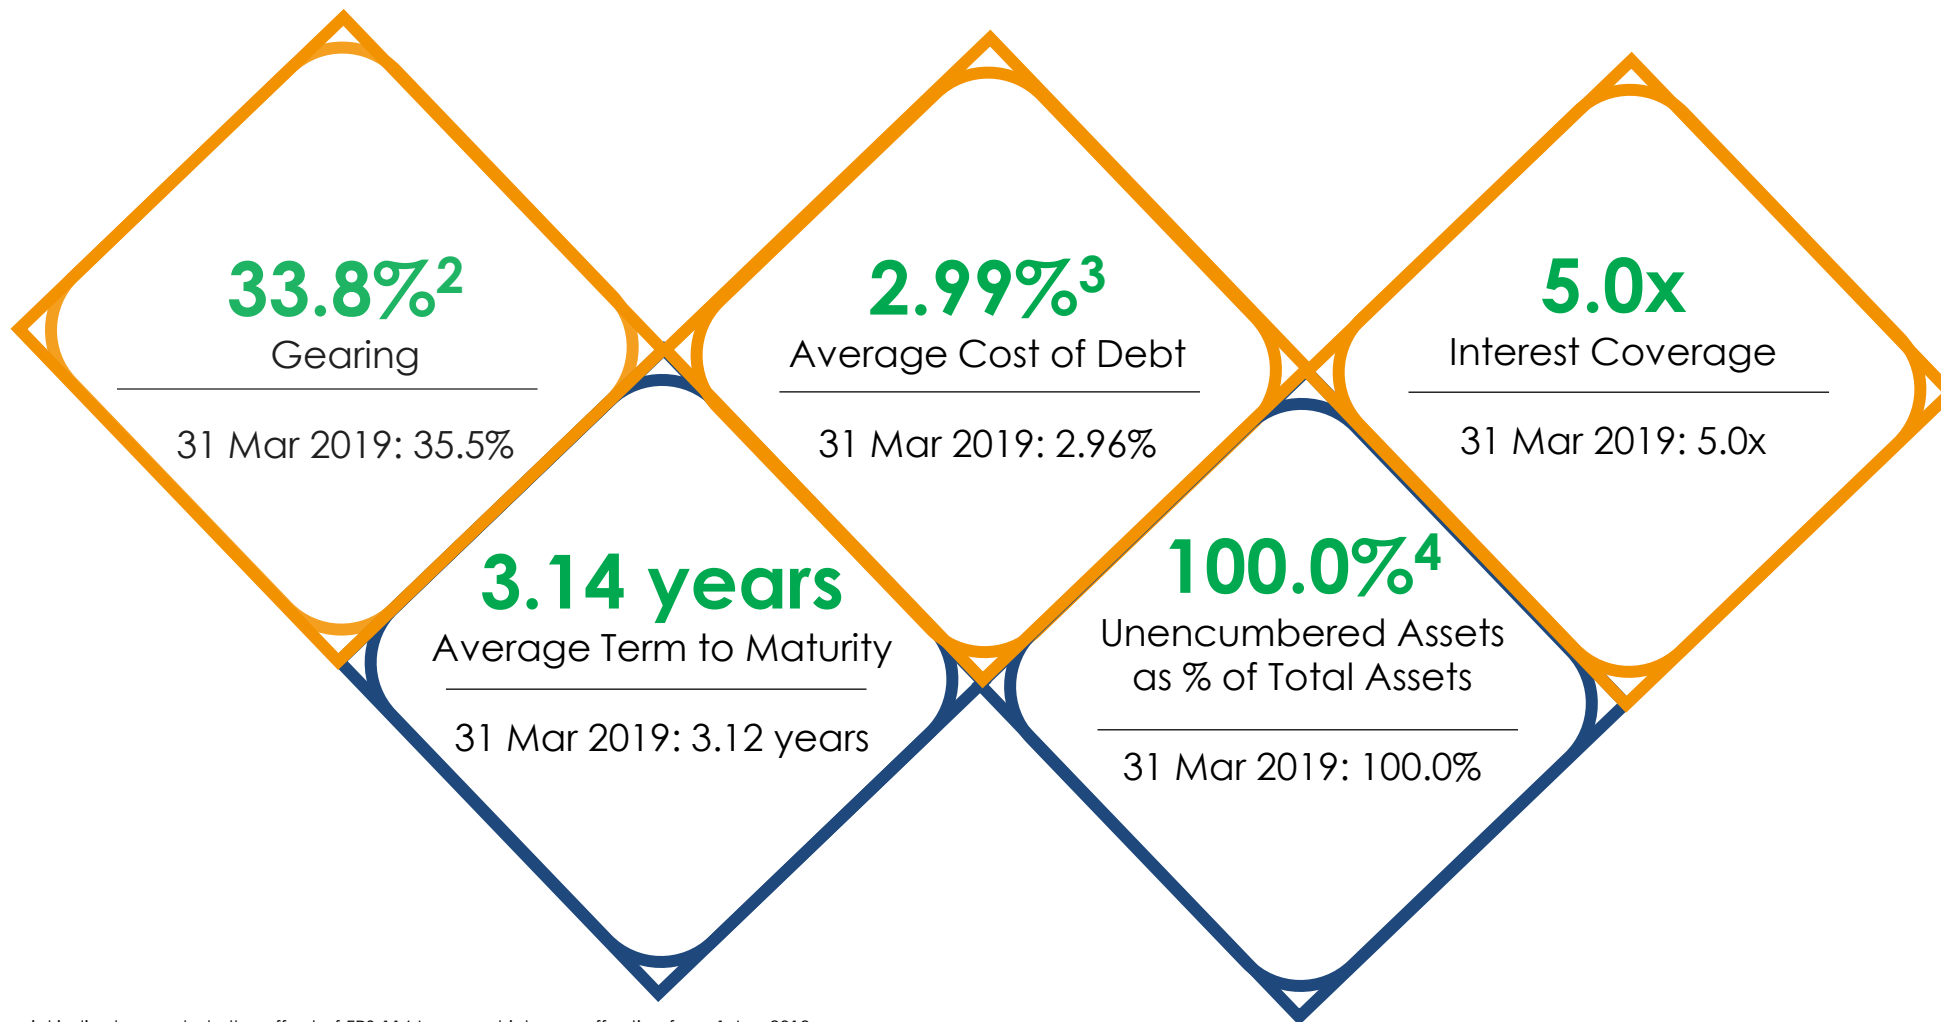 33.8%²
Gearing
31 Mar 2019: 35.5%
2.99%³
Average Cost of Debt
31 Mar 2019: 2.96%
5.0x
Interest Coverage
31 Mar 2019: 5.0x
3.14 years
Average Term to Maturity
31 Mar 2019: 3.12 years
100.0%⁴
Unencumbered Assets
as % of Total Assets
31 Mar 2019: 100.0%